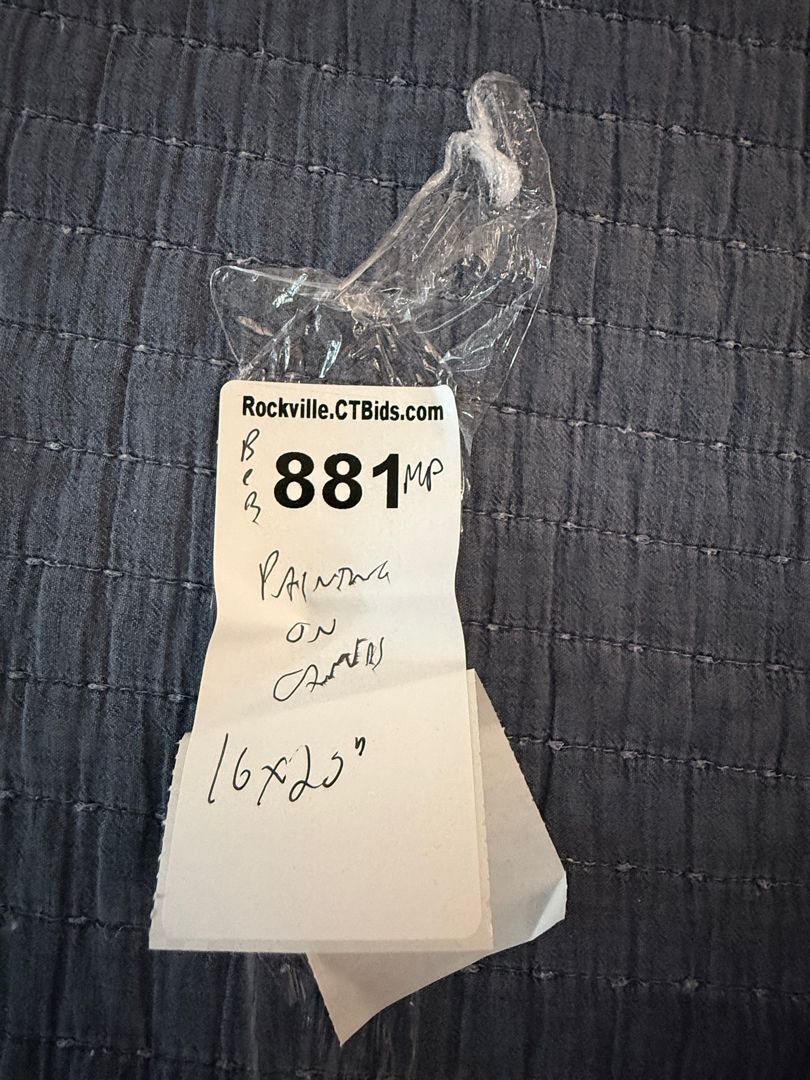 Rockville.CTBids.com
B
e
B
881 MP
PAINTING
ON
CANVAS
16x20"